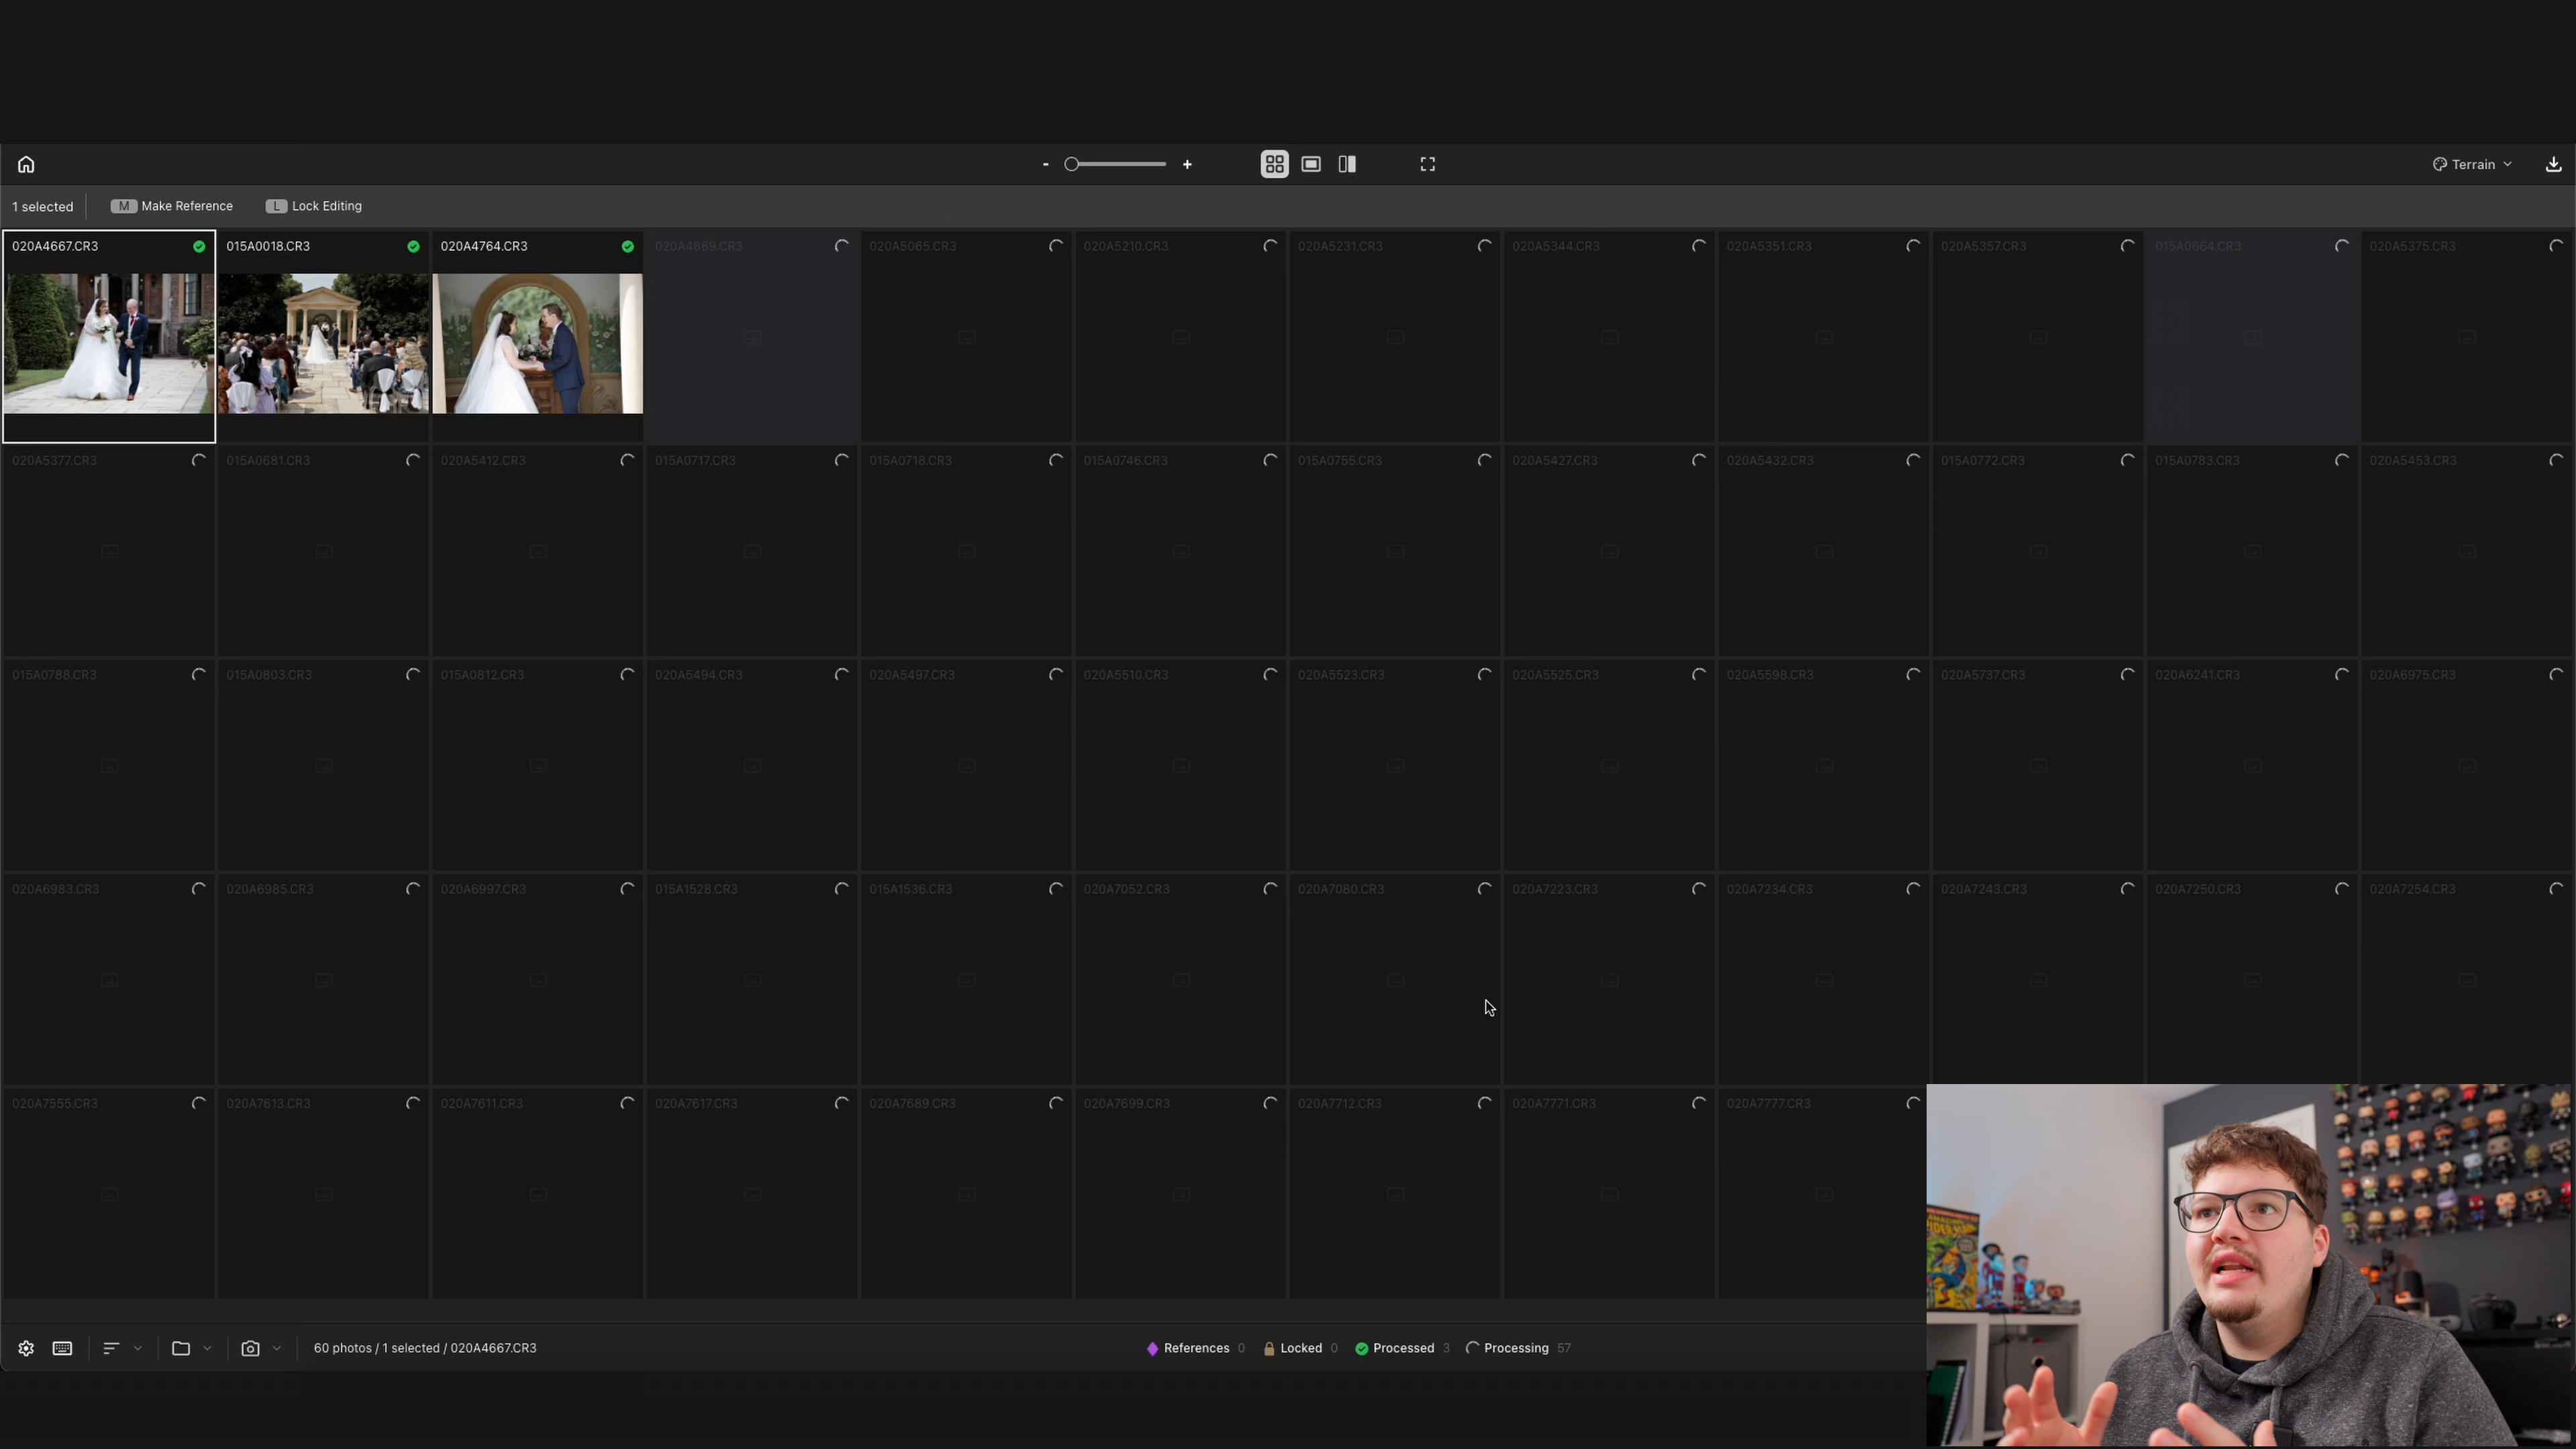 - +
Terrain
1 selected M Make Reference L Lock Editing
020A4667.CR3 015A0018.CR3 020A4764.CR3 020A4869.CR3 020A5065.CR3 020A5210.CR3 020A5231.CR3 020A5344.CR3 020A5351.CR3 020A5357.CR3 015A0664.CR3 020A5375.CR3
020A5377.CR3 015A0681.CR3 020A5412.CR3 015A0717.CR3 015A0718.CR3 015A0746.CR3 015A0755.CR3 020A5427.CR3 020A5432.CR3 015A0772.CR3 015A0783.CR3 020A5453.CR3
015A0788.CR3 015A0803.CR3 015A0812.CR3 020A5494.CR3 020A5497.CR3 020A5510.CR3 020A5523.CR3 020A5525.CR3 020A5598.CR3 020A5737.CR3 020A6241.CR3 020A6975.CR3
020A6983.CR3 020A6985.CR3 020A6997.CR3 015A1528.CR3 015A1536.CR3 020A7052.CR3 020A7080.CR3 020A7223.CR3 020A7234.CR3 020A7243.CR3 020A7250.CR3 020A7254.CR3
020A7555.CR3 020A7613.CR3 020A7611.CR3 020A7617.CR3 020A7689.CR3 020A7699.CR3 020A7712.CR3 020A7771.CR3 020A7777.CR3
SPIDER-MAN
60 photos / 1 selected / 020A4667.CR3 References 0 Locked 0 Processed 3 Processing 57